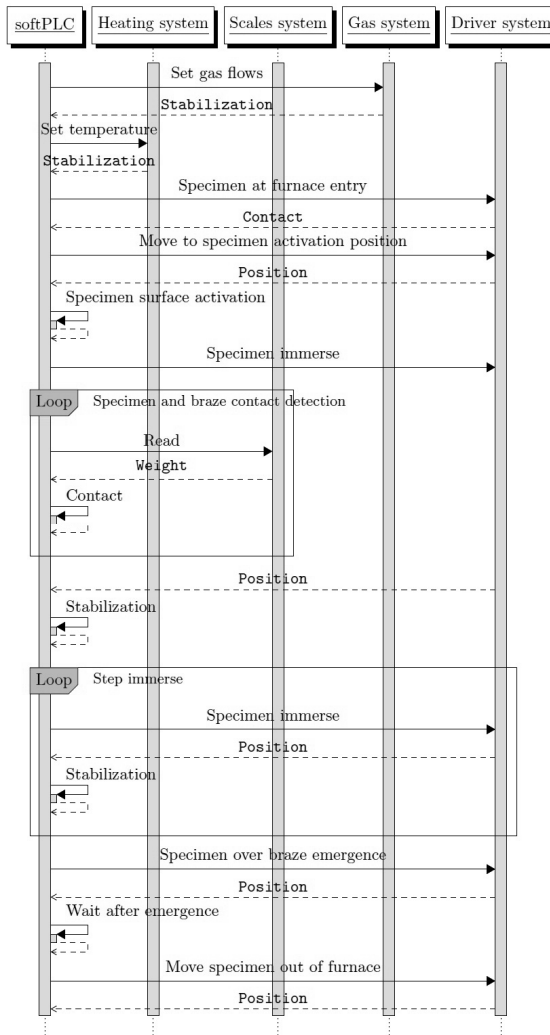 softPLC Heating system Scales system Gas system Driver system
Set gas flows
Stabilization
Set temperature
Stabilization
Specimen at furnace entry
Contact
Move to specimen activation position
Position
Specimen surface activation
Specimen immerse
Loop Specimen and braze contact detection
Read
Weight
Contact
Position
Stabilization
Loop Step immerse
Specimen immerse
Position
Stabilization
Specimen over braze emergence
Position
Wait after emergence
Move specimen out of furnace
Position